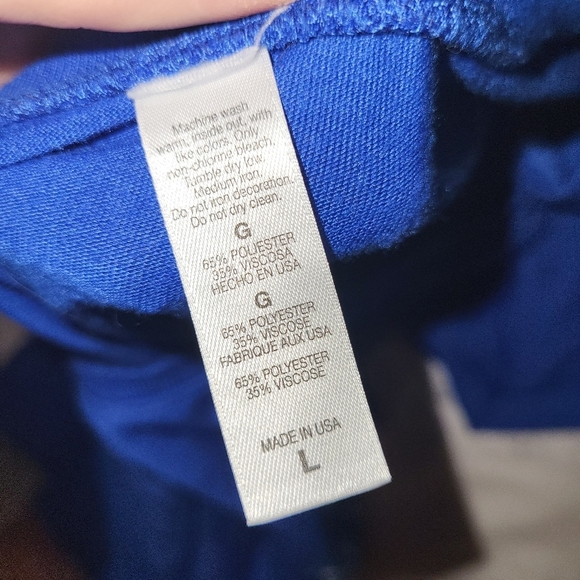 Machine wash
warm, inside out, with
like colors. Only
non-chlorine bleach.
Tumble dry low.
Medium iron.
Do not iron decoration.
Do not dry clean.
G
65% POLIESTER
35% VISCOSA
HECHO EN USA
G
65% POLYESTER
35% VISCOSE
FABRIQUE AUX USA
65% POLYESTER
35% VISCOSE
MADE IN USA
L